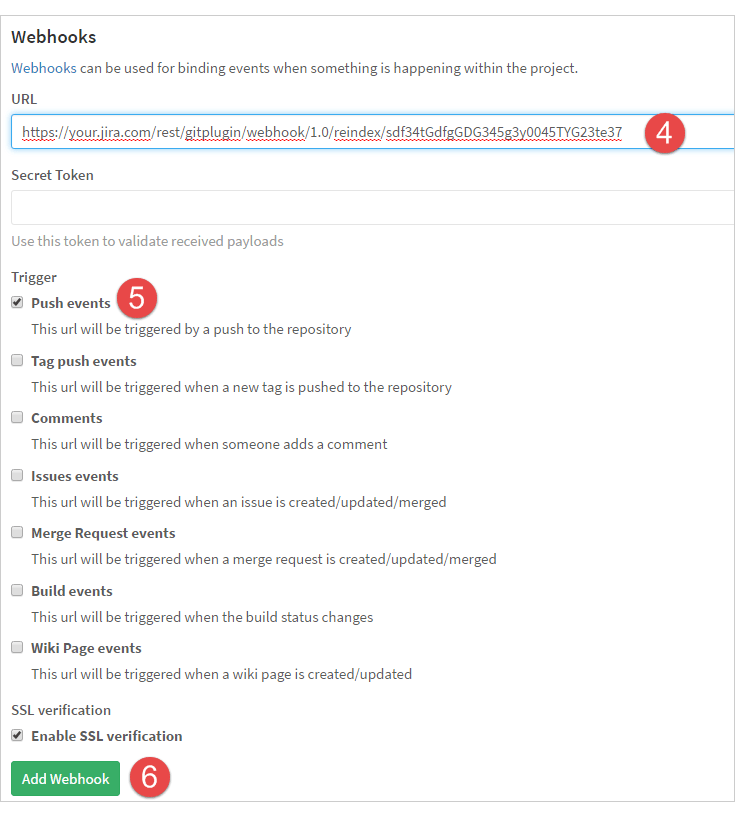 Webhooks
Webhooks can be used for binding events when something is happening within the project.
URL
https://your.jira.com/rest/gitplugin/webhook/1.0/reindex/sdf34tGdfgGDG345g3y0045TYG23te37
4
Secret Token
Use this token to validate received payloads
Trigger
Push events
5
This url will be triggered by a push to the repository
Tag push events
This url will be triggered when a new tag is pushed to the repository
Comments
This url will be triggered when someone adds a comment
Issues events
This url will be triggered when an issue is created/updated/merged
Merge Request events
This url will be triggered when a merge request is created/updated/merged
Build events
This url will be triggered when the build status changes
Wiki Page events
This url will be triggered when a wiki page is created/updated
SSL verification
Enable SSL verification
Add Webhook
6